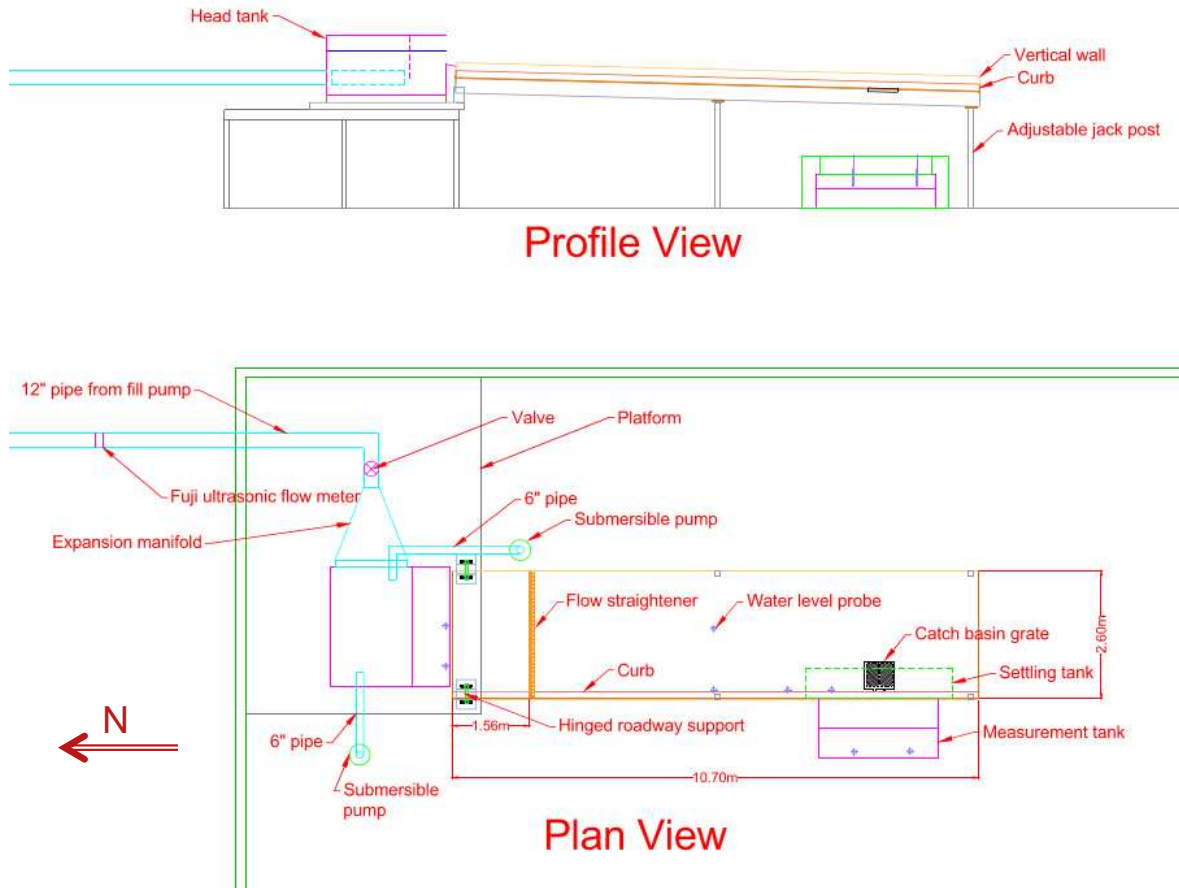 Head tank
Vertical wall
Curb
Adjustable jack post
Profile View
12" pipe from fill pump
Valve
Platform
Fuji ultrasonic flow meter
6" pipe
Submersible pump
Expansion manifold
Flow straightener
Water level probe
Catch basin grate
2.60m
Settling tank
Curb
N
1.56m
Hinged roadway support
6" pipe
Measurement tank
10.70m
Submersible
pump
Plan View